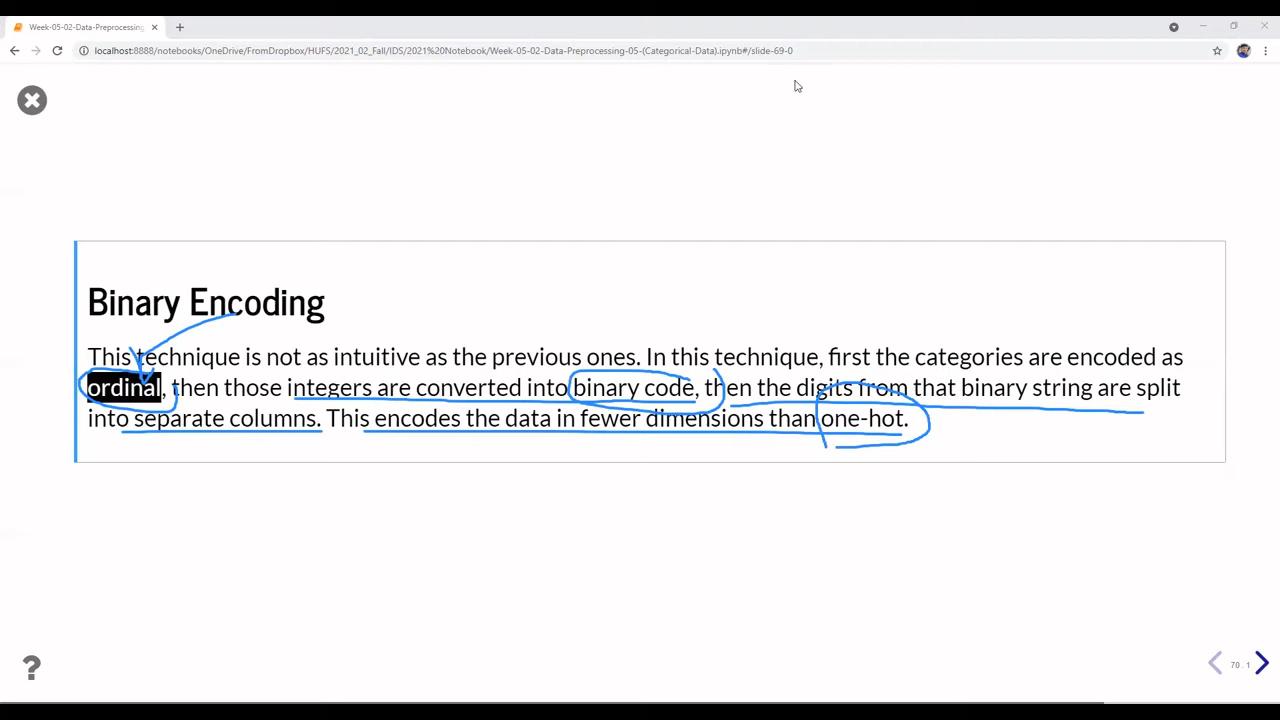 Week-05-02-Data-Preprocessing
localhost:8888/notebooks/OneDrive/FromDropbox/HUFS/2021_02_Fall/IDS/2021%20Notebook/Week-05-02-Data-Preprocessing-05-(Categorical-Data).ipynb#/slide-69-0
Binary Encoding
This technique is not as intuitive as the previous ones. In this technique, first the categories are encoded as
ordinal, then those integers are converted into binary code, then the digits from that binary string are split
into separate columns. This encodes the data in fewer dimensions than one-hot.
?
70.1